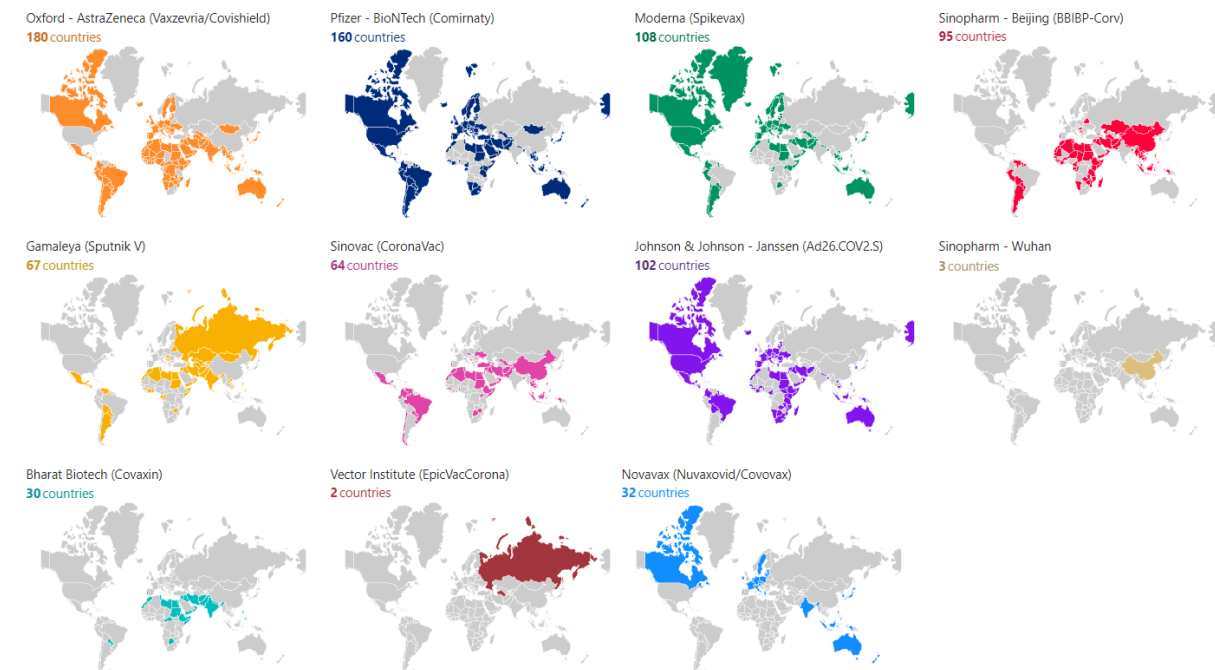 Oxford - AstraZeneca (Vaxzevria/Covishield)
180 countries
Pfizer - BioNTech (Comirnaty)
160 countries
Moderna (Spikevax)
108 countries
Sinopharm - Beijing (BBIBP-Corv)
95 countries
Gamaleya (Sputnik V)
67 countries
Sinovac (CoronaVac)
64 countries
Johnson & Johnson - Janssen (Ad26.COV2.S)
102 countries
Sinopharm - Wuhan
3 countries
Bharat Biotech (Covaxin)
30 countries
Vector Institute (EpicVacCorona)
2 countries
Novavax (Nuvaxovid/Covovax)
32 countries